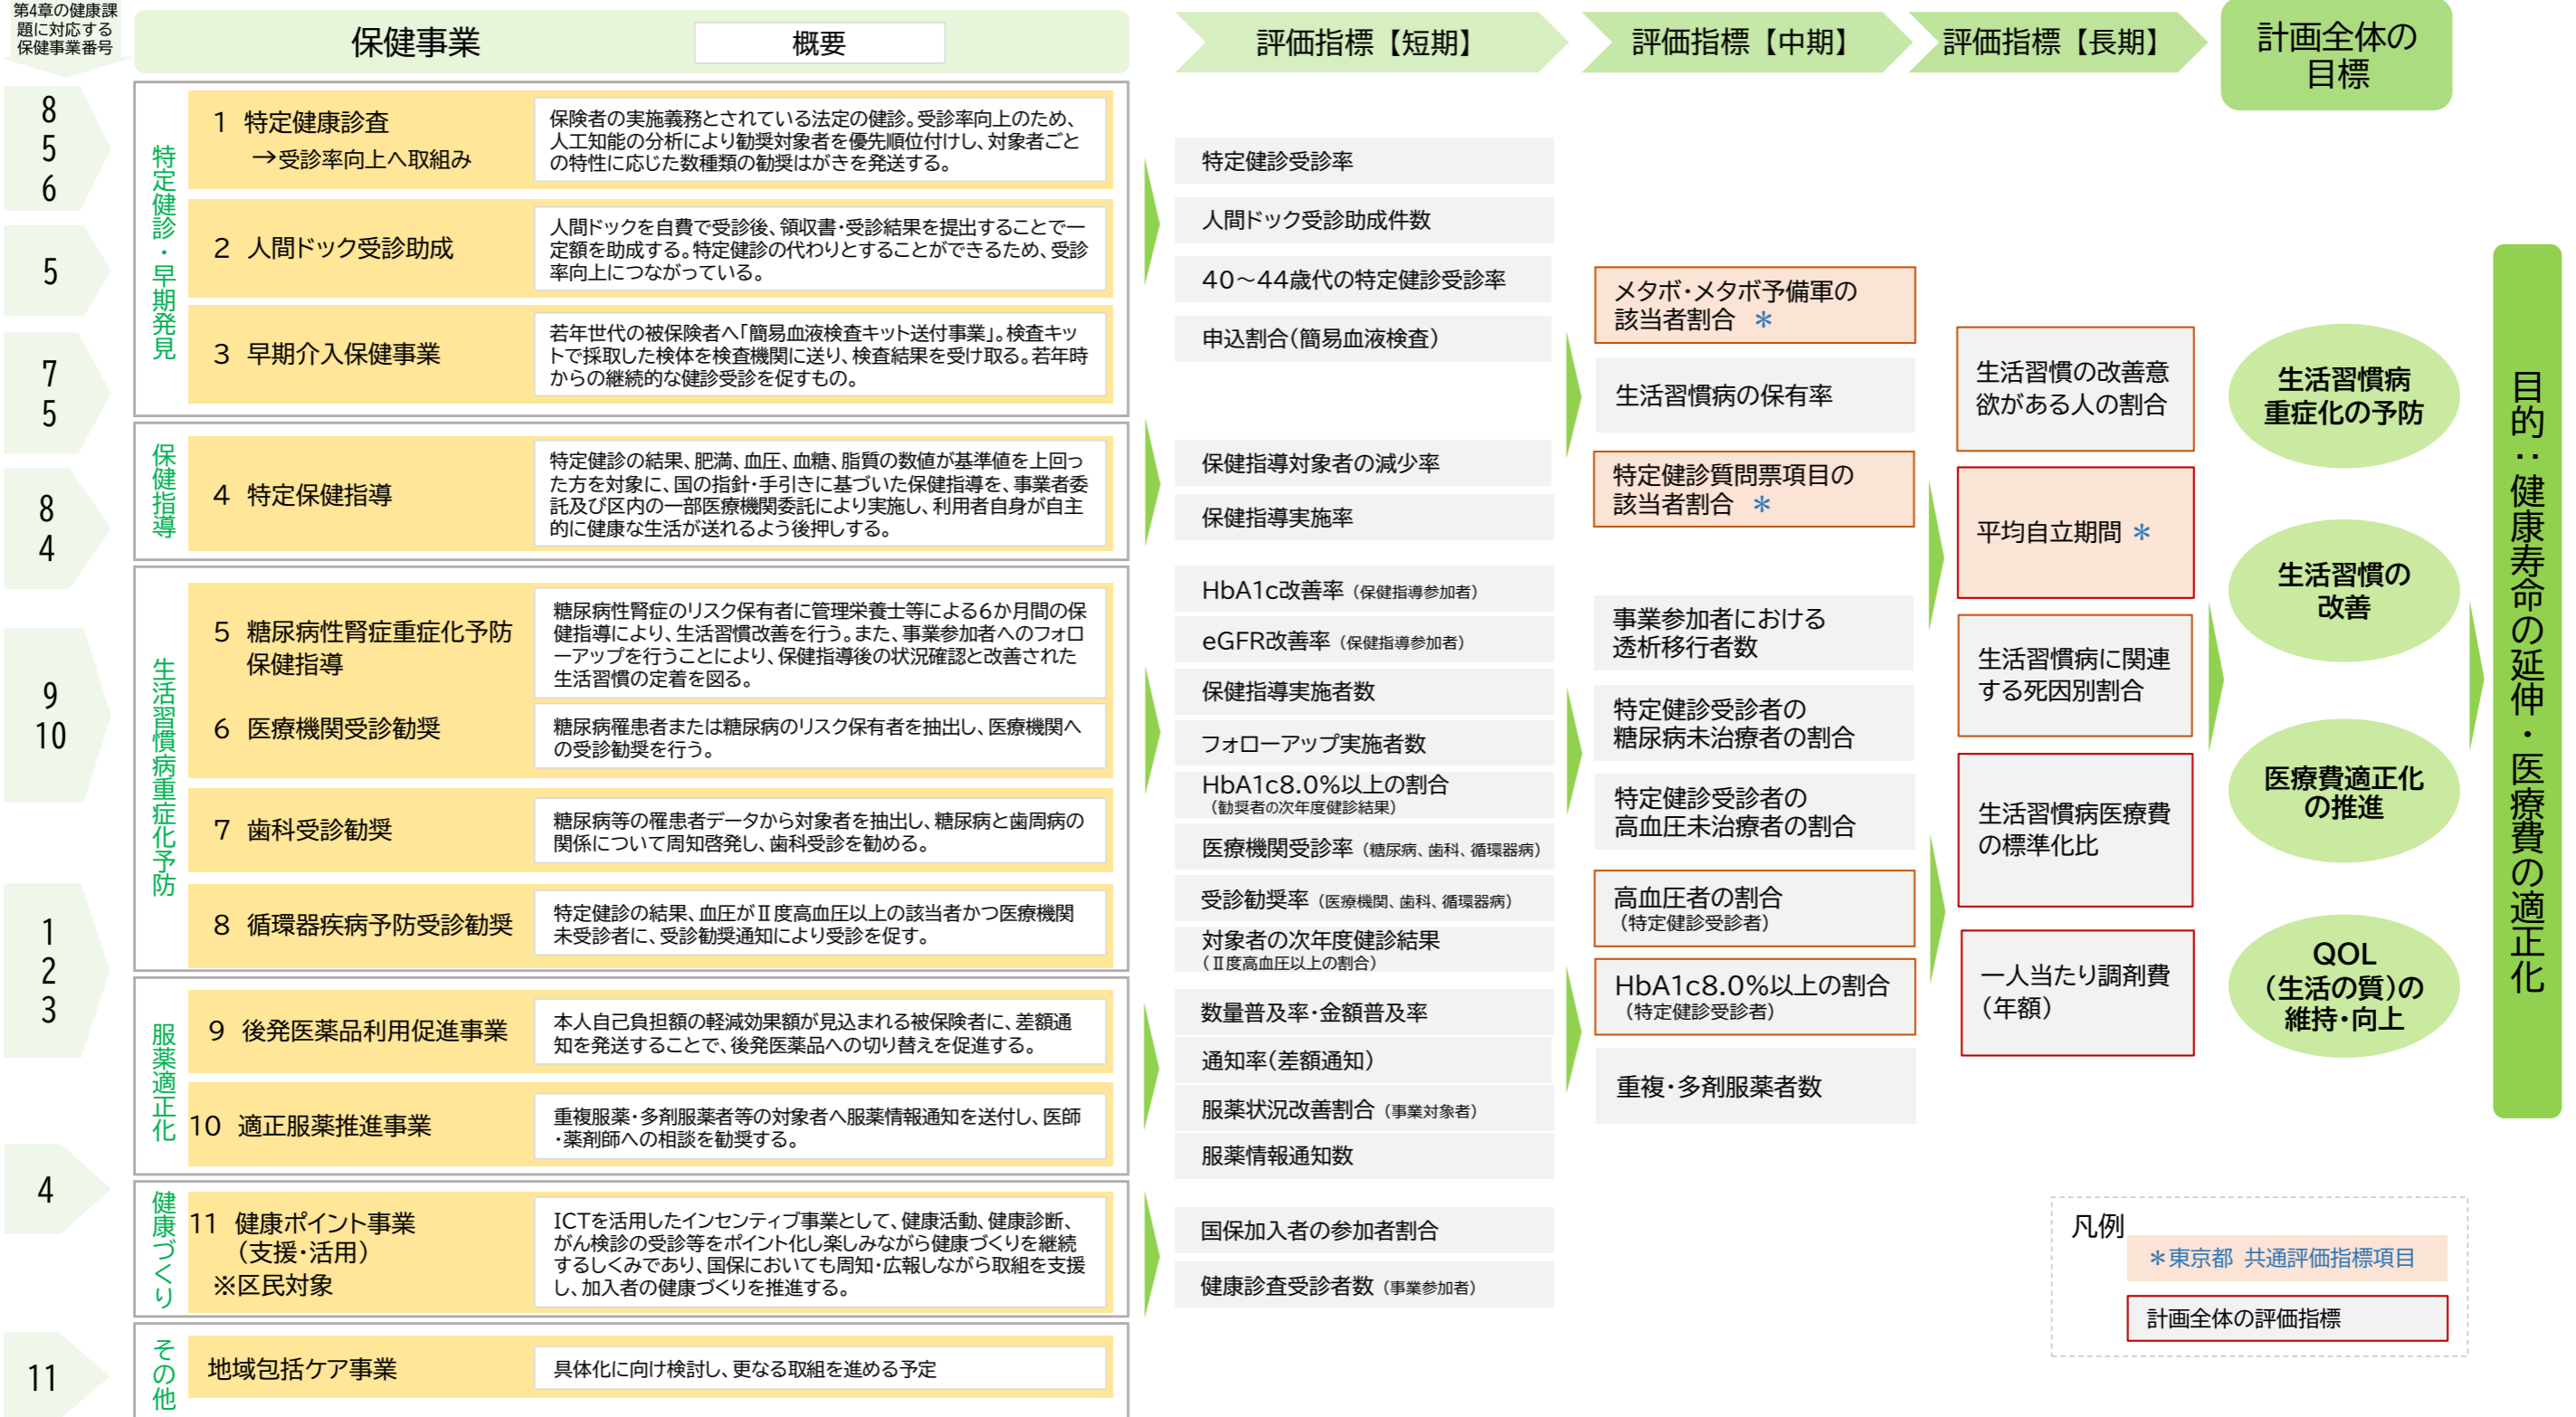 第4章の健康課
題に対応する
保健事業番号
保健事業
概要
評価指標【短期】
評価指標【中期】
評価指標【長期】
計画全体の
目標
8
5
6
5
7
5
8
4
9
10
1
2
3
4
11
特定健診・早期発見
1 特定健康診査
→受診率向上へ取組み
保険者の実施義務とされている法定の健診。受診率向上のため、
人工知能の分析により勧奨対象者を優先順位付けし、対象者ごと
の特性に応じた数種類の勧奨はがきを発送する。
2 人間ドック受診助成
人間ドックを自費で受診後、領収書・受診結果を提出することで一
定額を助成する。特定健診の代わりとすることができるため、受診
率向上につながっている。
3 早期介入保健事業
若年世代の被保険者へ「簡易血液検査キット送付事業」。検査キッ
トで採取した検体を検査機関に送り、検査結果を受け取る。若年時
からの継続的な健診受診を促すもの。
保健指導
4 特定保健指導
特定健診の結果、肥満、血圧、血糖、脂質の数値が基準値を上回っ
た方を対象に、国の指針・手引きに基づいた保健指導を、事業者委
託及び区内の一部医療機関委託により実施し、利用者自身が自主
的に健康な生活が送れるよう後押しする。
生活習慣病重症化予防
5 糖尿病性腎症重症化予防
保健指導
糖尿病性腎症のリスク保有者に管理栄養士等による6か月間の保
健指導により、生活習慣改善を行う。また、事業参加者へのフォロ
ーアップを行うことにより、保健指導後の状況確認と改善された
生活習慣の定着を図る。
6 医療機関受診勧奨
糖尿病罹患者または糖尿病のリスク保有者を抽出し、医療機関へ
の受診勧奨を行う。
7 歯科受診勧奨
糖尿病等の罹患者データから対象者を抽出し、糖尿病と歯周病の
関係について周知啓発し、歯科受診を勧める。
8 循環器疾病予防受診勧奨
特定健診の結果、血圧がⅡ度高血圧以上の該当者かつ医療機関
未受診者に、受診勧奨通知により受診を促す。
服薬適正化
9 後発医薬品利用促進事業
本人自己負担額の軽減効果額が見込まれる被保険者に、差額通
知を発送することで、後発医薬品への切り替えを促進する。
10 適正服薬推進事業
重複服薬・多剤服薬者等の対象者へ服薬情報通知を送付し、医師
・薬剤師への相談を勧奨する。
健康づくり
11 健康ポイント事業
(支援・活用)
※区民対象
ICTを活用したインセンティブ事業として、健康活動、健康診断、
がん検診の受診等をポイント化し楽しみながら健康づくりを継続
するしくみであり、国保においても周知・広報しながら取組を支援
し、加入者の健康づくりを推進する。
その他
地域包括ケア事業
具体化に向け検討し、更なる取組を進める予定
特定健診受診率
人間ドック受診助成件数
40～44歳代の特定健診受診率
申込割合(簡易血液検査)
保健指導対象者の減少率
保健指導実施率
HbA1c改善率(保健指導参加者)
eGFR改善率(保健指導参加者)
保健指導実施者数
フォローアップ実施者数
HbA1c8.0%以上の割合
(勧奨者の次年度健診結果)
医療機関受診率(糖尿病、歯科、循環器病)
受診勧奨率(医療機関、歯科、循環器病)
対象者の次年度健診結果
(Ⅱ度高血圧以上の割合)
数量普及率・金額普及率
通知率(差額通知)
服薬状況改善割合(事業対象者)
服薬情報通知数
国保加入者の参加者割合
健康診査受診者数(事業参加者)
メタボ・メタボ予備軍の
該当者割合 ＊
生活習慣病の保有率
特定健診質問票項目の
該当者割合 ＊
事業参加者における
透析移行者数
特定健診受診者の
糖尿病未治療者の割合
特定健診受診者の
高血圧未治療者の割合
高血圧者の割合
(特定健診受診者)
HbA1c8.0%以上の割合
(特定健診受診者)
重複・多剤服薬者数
生活習慣の改善意
欲がある人の割合
平均自立期間 ＊
生活習慣病に関連
する死因別割合
生活習慣病医療費
の標準化比
一人当たり調剤費
(年額)
生活習慣病
重症化の予防
生活習慣の
改善
医療費適正化
の推進
QOL
(生活の質)の
維持・向上
目的：健康寿命の延伸・医療費の適正化
凡例
＊東京都 共通評価指標項目
計画全体の評価指標